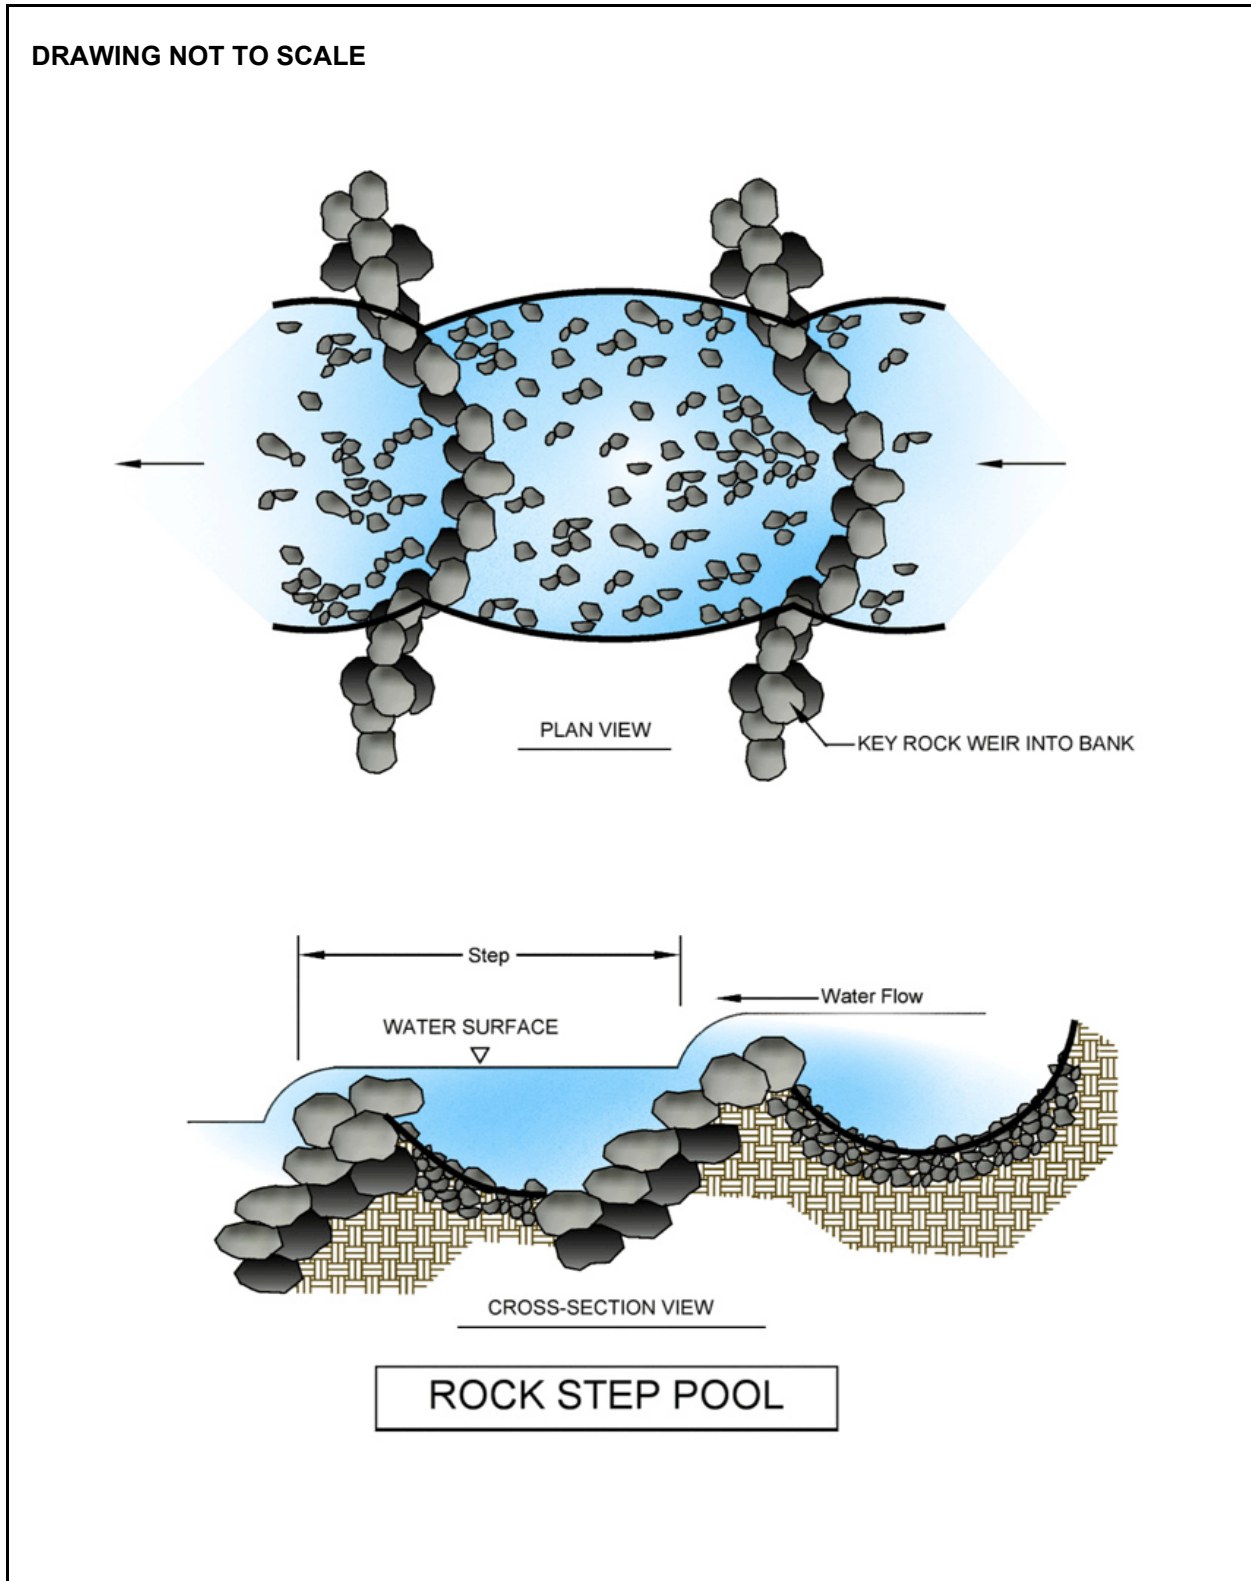 DRAWING NOT TO SCALE
PLAN VIEW
KEY ROCK WEIR INTO BANK
Step
Water Flow
WATER SURFACE
CROSS-SECTION VIEW
ROCK STEP POOL